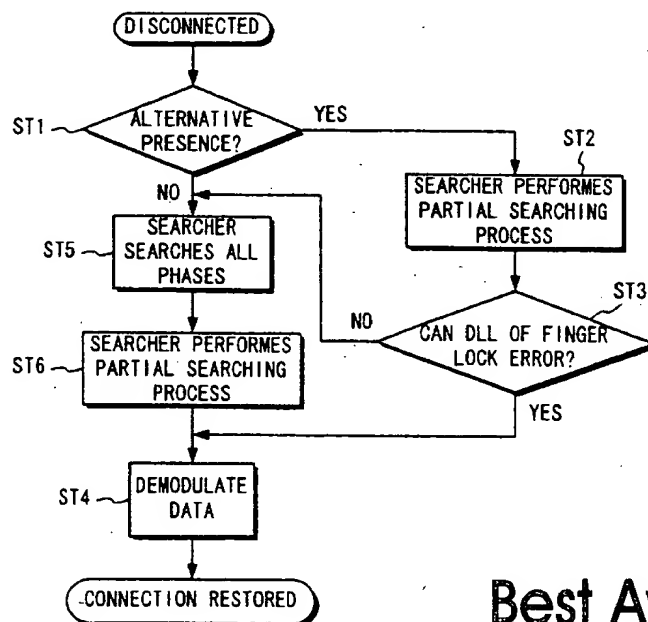 DISCONNECTED
ST1
ALTERNATIVE
PRESENCE?
YES
NO
ST2
SEARCHER PERFORMES
PARTIAL SEARCHING
PROCESS
ST5
SEARCHER
SEARCHES ALL
PHASES
ST3
CAN DLL OF FINGER
LOCK ERROR?
NO
YES
ST6
SEARCHER PERFORMES
PARTIAL SEARCHING
PROCESS
ST4
DEMODULATE
DATA
CONNECTION RESTORED
Best